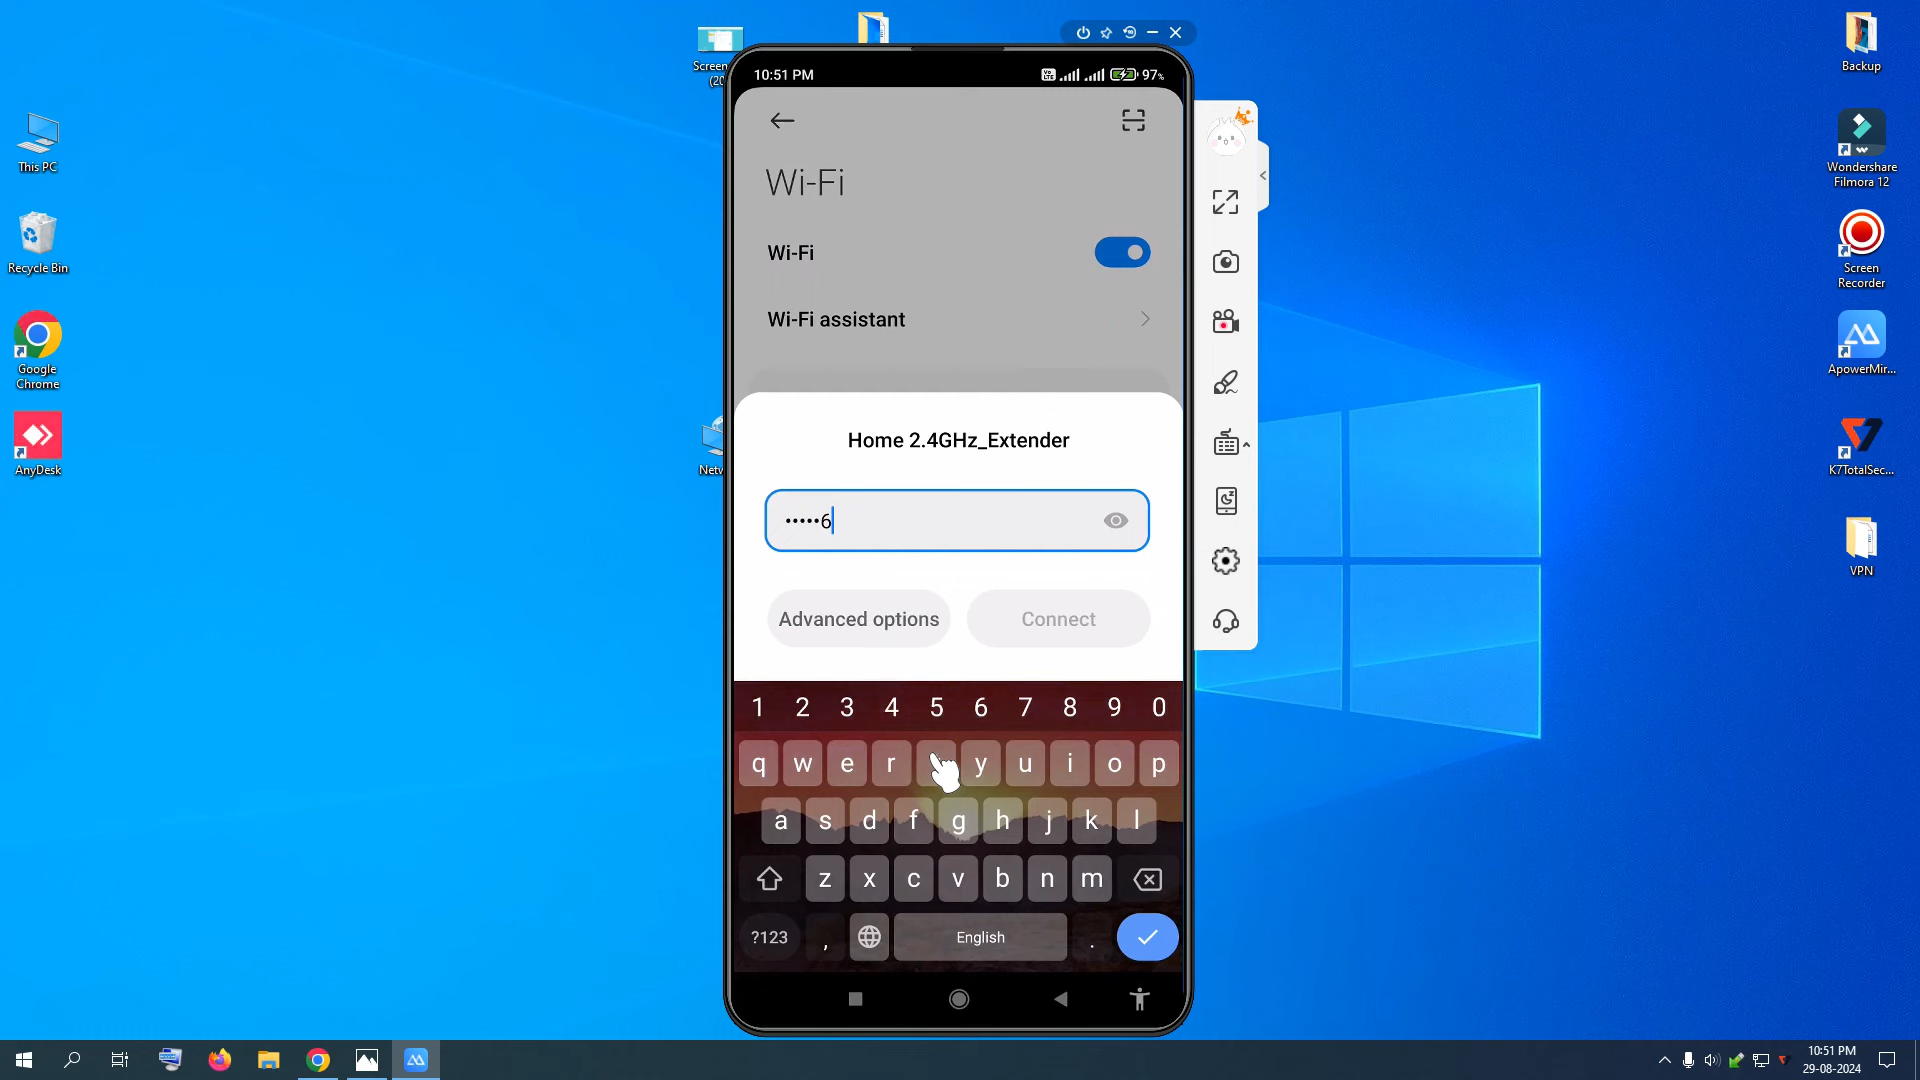 This PC
Recycle Bin
Google
Chrome
AnyDesk
10:51 PM
Vo
LTE
97%
Wi-Fi
Wi-Fi
Wi-Fi assistant
Home 2.4GHz_Extender
•••••6
Advanced options
Connect
1 2 3 4 5 6 7 8 9 0
q w e r y u i o p
a s d f g h j k l
z x c v b n m
?123 , English .
Backup
Wondershare
Filmora 12
Screen
Recorder
ApowerMir...
K7TotalSec...
VPN
10:51 PM
29-08-2024